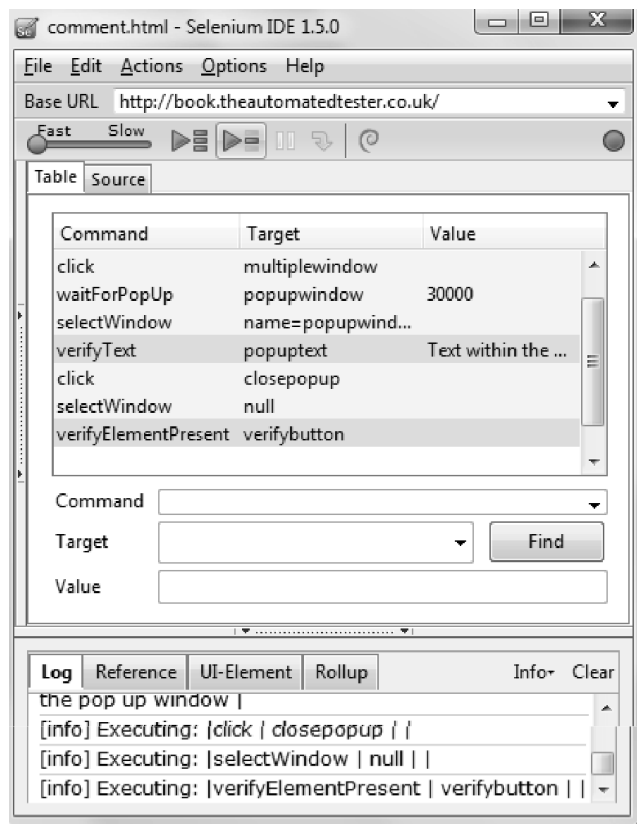 comment.html - Selenium IDE 1.5.0
File Edit Actions Options Help
Base URL http://book.theautomatedtester.co.uk/
Fast Slow
Table Source
Command Target Value
click multiplewindow
waitForPopUp popupwindow 30000
selectWindow name=popupwind...
verifyText popuptext Text within the ...
click closepopup
selectWindow null
verifyElementPresent verifybutton
Command
Target Find
Value
Log Reference UI-Element Rollup Info Clear
the pop up window |
[info] Executing: |click | closepopup | |
[info] Executing: |selectWindow | null | |
[info] Executing: |verifyElementPresent | verifybutton | |